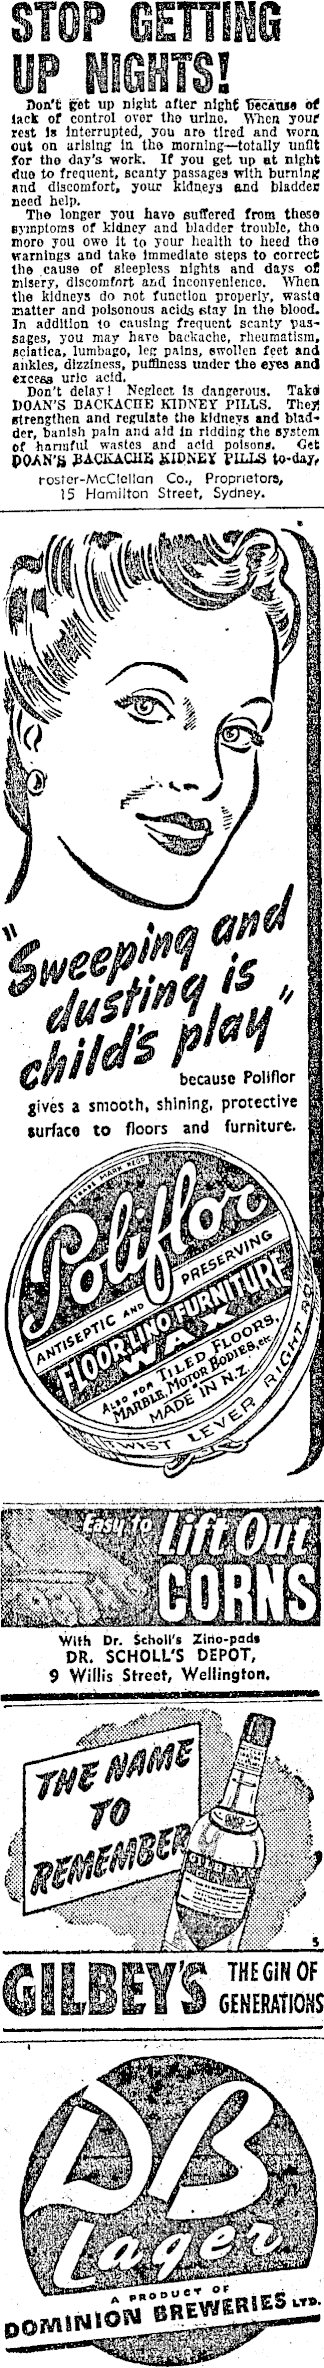 STOP GETTING
UP NIGHTS!
Don't get up night after night because of
lack of control over the urine. When your
rest is interrupted, you are tired and worn
out on arising in the morning—totally unfit
for the day's work. If you get up at night
due to frequent, scanty passages with burning
and discomfort, your kidneys and bladder
need help.
The longer you have suffered from these
symptoms of kidney and bladder trouble, the
more you owe it to your health to heed the
warnings and take immediate steps to correct
the cause of sleepless nights and days of
misery, discomfort and inconvenience. When
the kidneys do not function properly, waste
matter and poisonous acids stay in the blood.
In addition to causing frequent scanty pas-
sages, you may have backache, rheumatism,
sciatica, lumbago, leg pains, swollen feet and
ankles, dizziness, puffiness under the eyes and
excess uric acid.
Don't delay! Neglect is dangerous. Take
DOAN'S BACKACHE KIDNEY PILLS. They
strengthen and regulate the kidneys and blad-
der, banish pain and aid in ridding the system
of harmful wastes and acid poisons. Get
DOAN'S BACKACHE KIDNEY PILLS to-day.
Foster-McClellan Co., Proprietors,
15 Hamilton Street, Sydney.
"Sweeping and
dusting is
child's play"
because Poliflor
gives a smooth, shining, protective
surface to floors and furniture.
TRADE MARK REGD
Poliflor
ANTISEPTIC AND PRESERVING
FLOOR, LINO, FURNITURE
WAX
ALSO FOR TILED FLOORS,
MARBLE, MOTOR BODIES, etc
MADE IN N.Z.
TWIST LEVER RIGHT
Easy to Lift Out
CORNS
With Dr. Scholl's Zino-pads
DR. SCHOLL'S DEPOT,
9 Willis Street, Wellington.
THE NAME
TO
REMEMBER
GILBEY'S
5
GILBEY'S THE GIN OF
GENERATIONS
DB
Lager
A PRODUCT OF
DOMINION BREWERIES LTD.